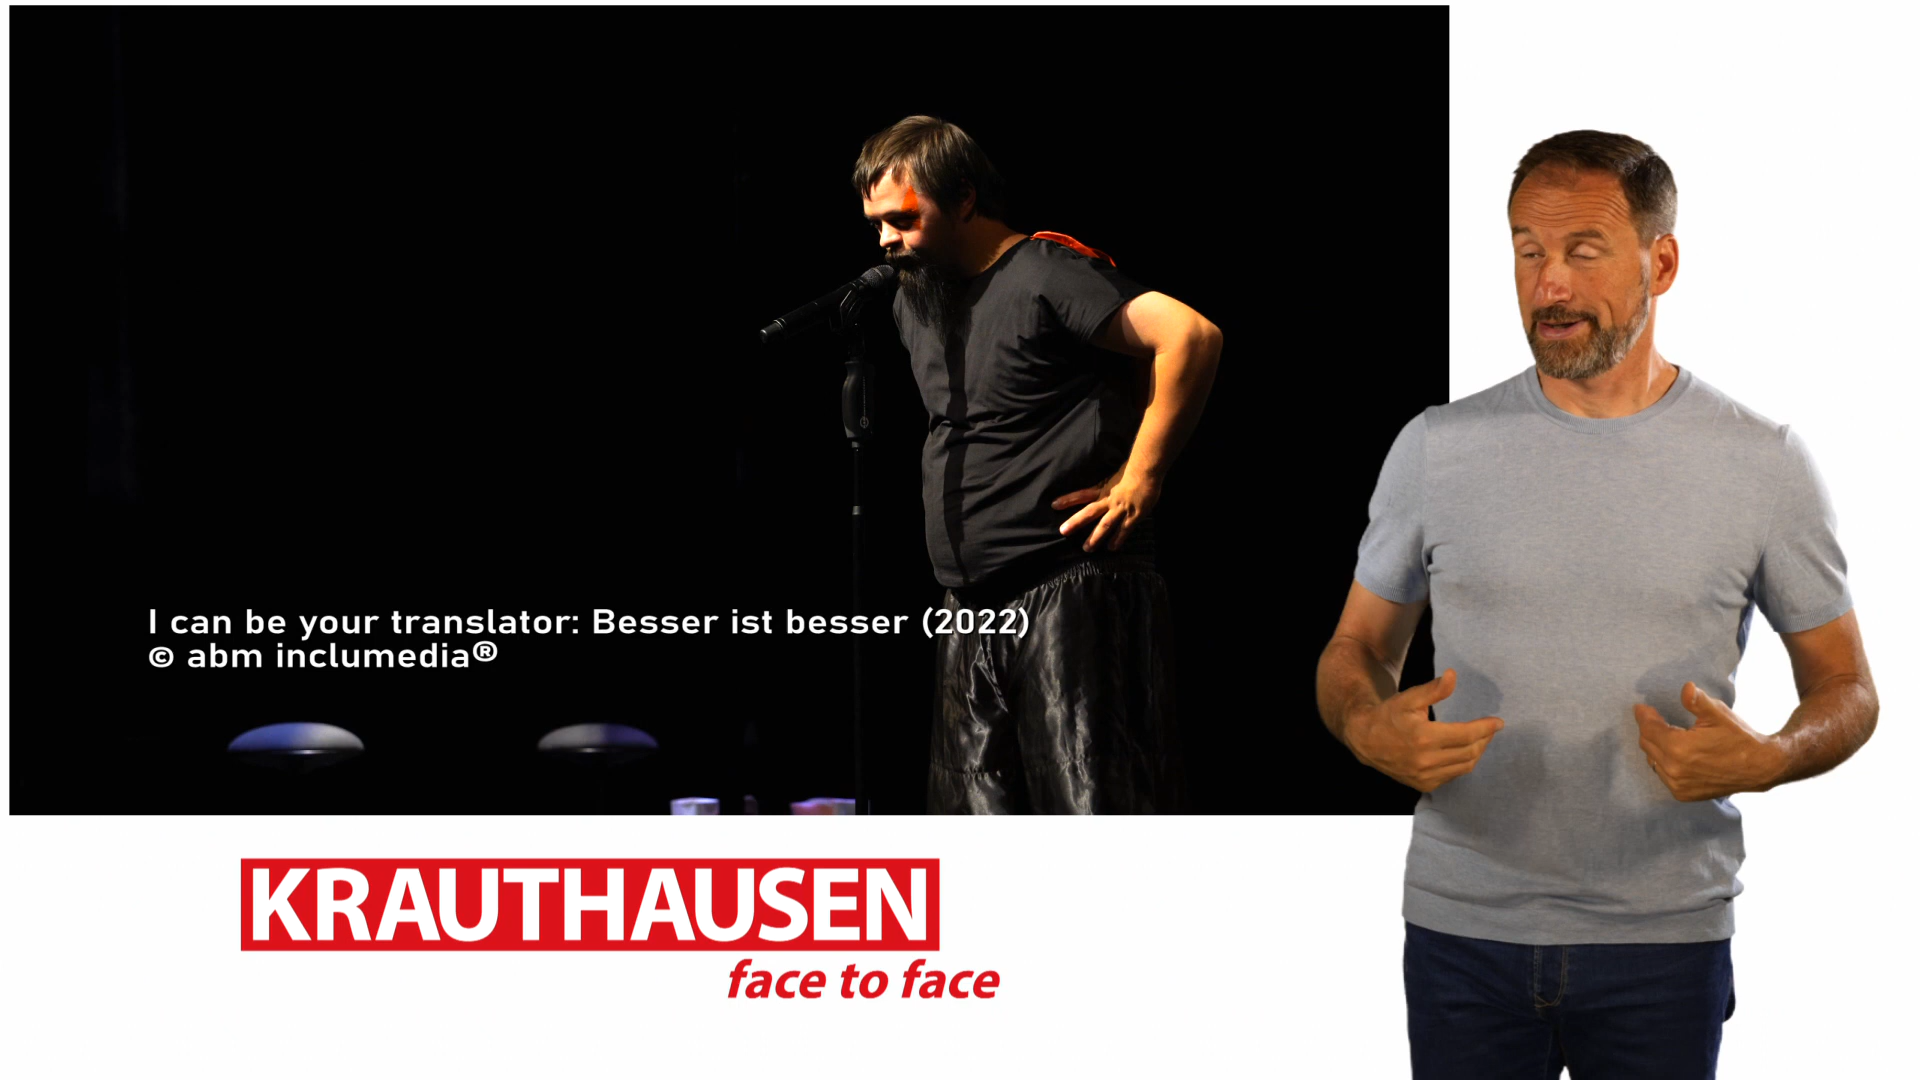 I can be your translator: Besser ist besser (2022)
© abm inclumedia®
KRAUTHAUSEN
face to face